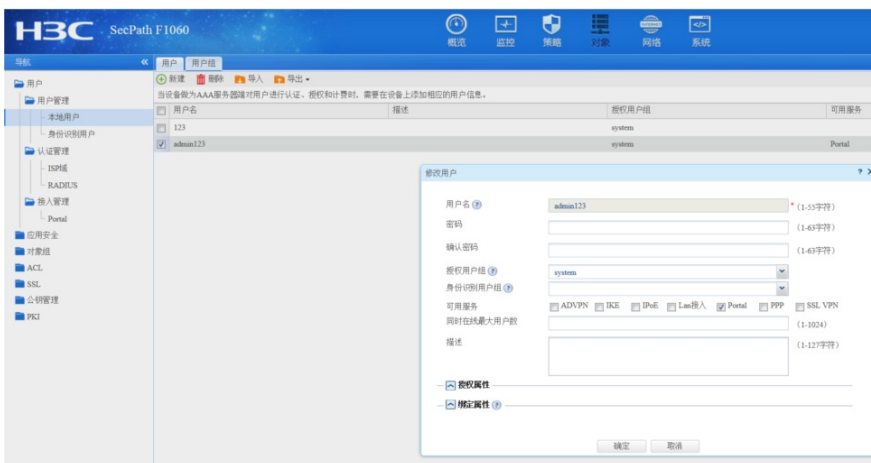 H3C SecPath F1060
概览 监控 策略 对象 网络 系统
导航
用户 用户组
新建 删除 导入 导出
当设备做为AAA服务器端对用户进行认证、授权和计费时，需要在设备上添加相应的用户信息。
用户名 描述 授权用户组 可用服务
123 system
admin123 system Portal
用户
用户管理
本地用户
身份识别用户
认证管理
ISP域
RADIUS
接入管理
Portal
应用安全
对象组
ACL
SSL
公钥管理
PKI
修改用户
用户名 admin123 * (1-55字符)
密码 (1-63字符)
确认密码 (1-63字符)
授权用户组 system
身份识别用户组
可用服务 ADVPN IKE IPoE Lan接入 Portal PPP SSL VPN
同时在线最大用户数 (1-1024)
描述 (1-127字符)
授权属性
绑定属性
确定 取消